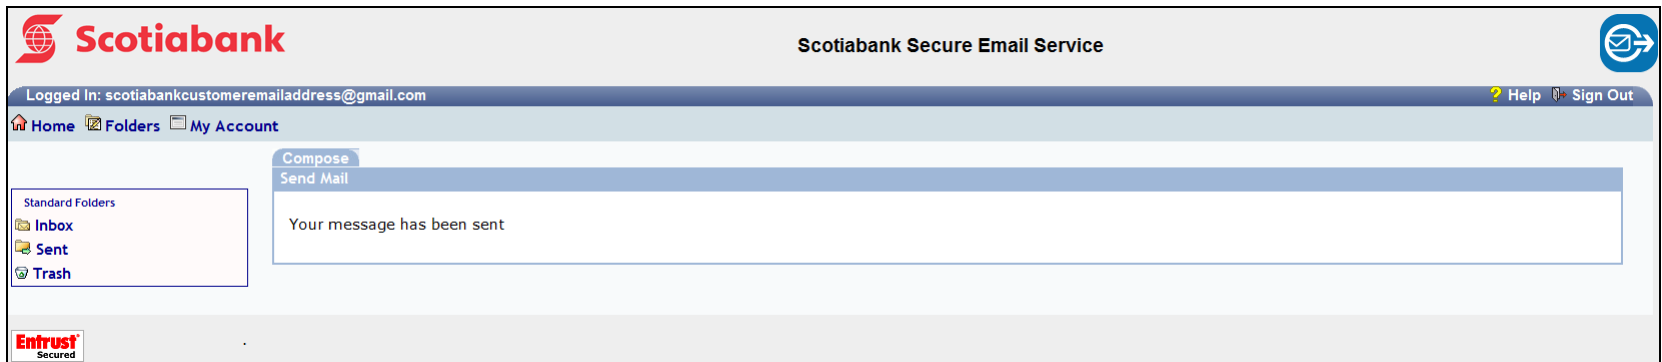 Scotiabank
Scotiabank Secure Email Service
Logged In: scotiabankcustomeremailaddress@gmail.com
? Help Sign Out
Home Folders My Account
Compose
Send Mail
Standard Folders
Your message has been sent
Inbox
Sent
Trash
Entrust
Secured
.